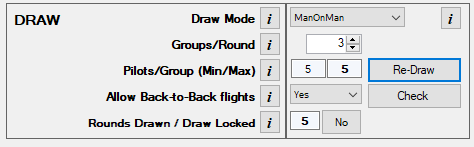 DRAW Draw Mode i ManOnMan i
Groups/Round i 3
Pilots/Group (Min/Max) i 5 5 Re-Draw
Allow Back-to-Back flights i Yes Check
Rounds Drawn / Draw Locked i 5 No